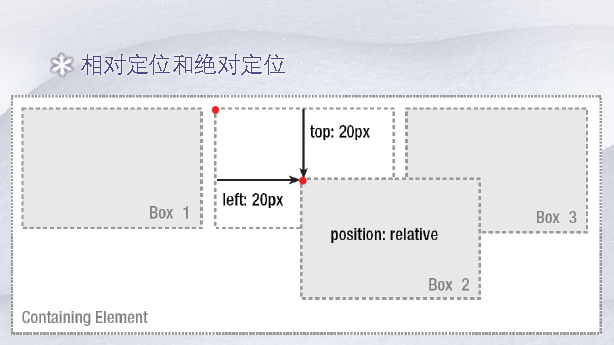 相对定位和绝对定位
top: 20px
left: 20px
Box 1
Box 3
position: relative
Box 2
Containing Element